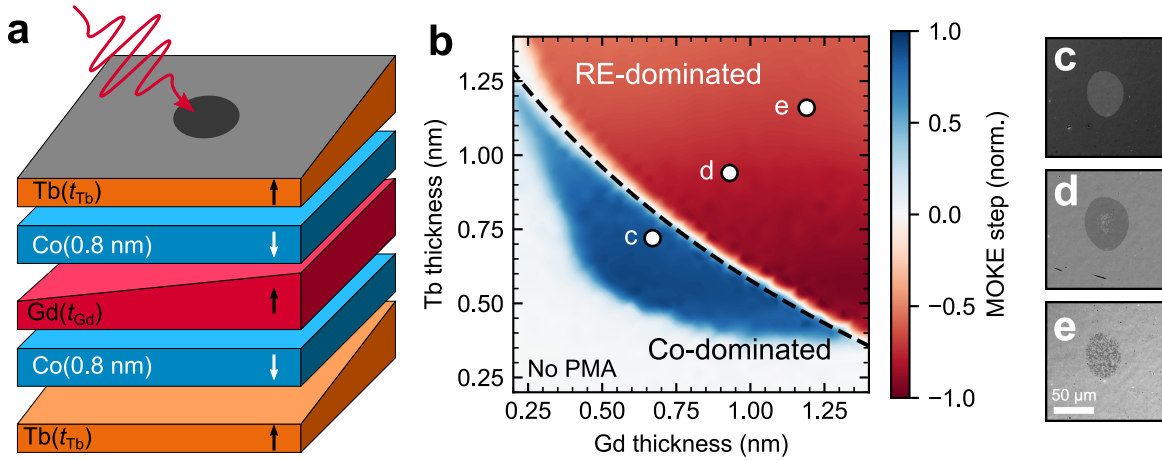 a
Tb(tTb)
Co(0.8 nm)
Gd(tGd)
Co(0.8 nm)
Tb(tTb)
b
RE-dominated
e
d
c
Co-dominated
No PMA
1.25
1.00
0.75
0.50
0.25
Tb thickness (nm)
0.25 0.50 0.75 1.00 1.25
Gd thickness (nm)
1.0
0.5
0.0
−0.5
−1.0
MOKE step (norm.)
c
d
e
50 μm